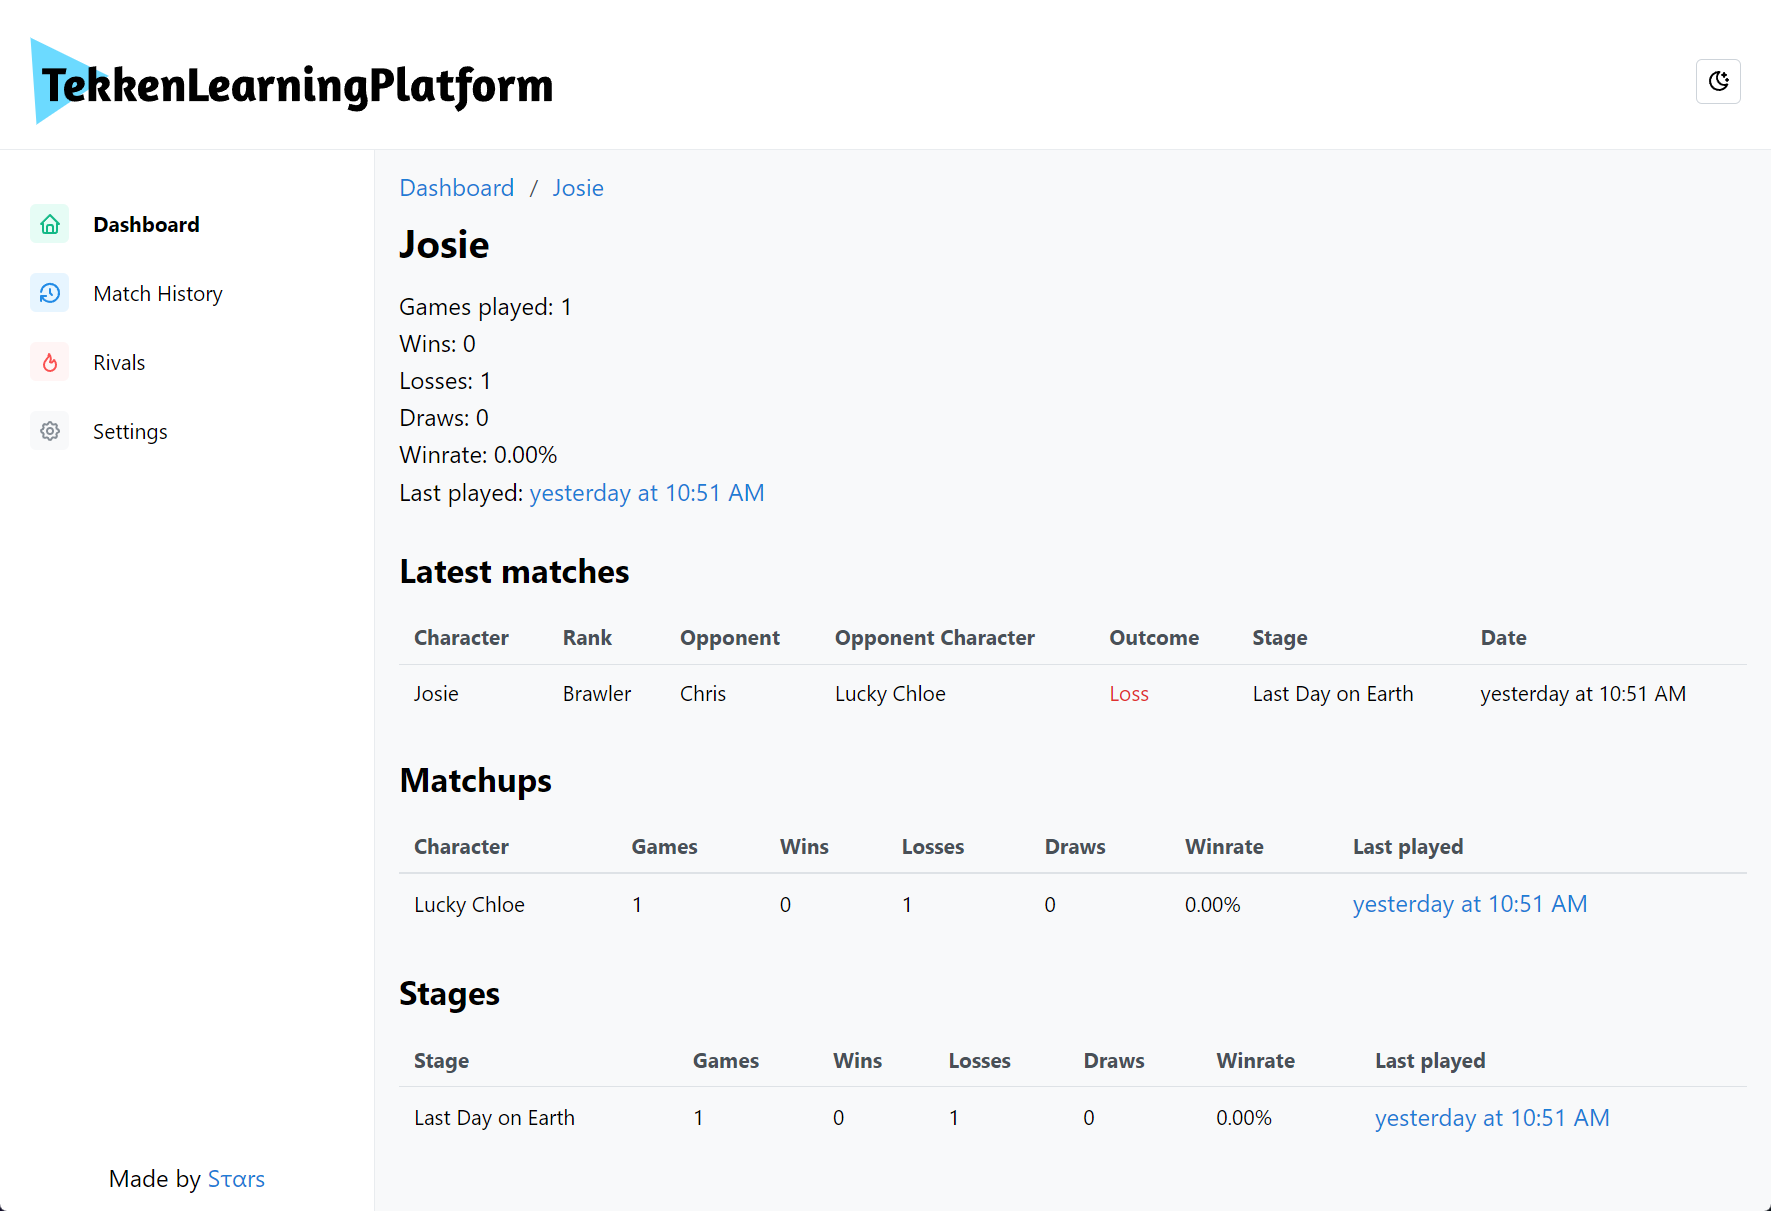 TekkenLearningPlatform
Dashboard
Match History
Rivals
Settings
Made by Sταrs
Dashboard / Josie
Josie
Games played: 1
Wins: 0
Losses: 1
Draws: 0
Winrate: 0.00%
Last played: yesterday at 10:51 AM
Latest matches
Character Rank Opponent Opponent Character Outcome Stage Date
Josie Brawler Chris Lucky Chloe Loss Last Day on Earth yesterday at 10:51 AM
Matchups
Character Games Wins Losses Draws Winrate Last played
Lucky Chloe 1 0 1 0 0.00% yesterday at 10:51 AM
Stages
Stage Games Wins Losses Draws Winrate Last played
Last Day on Earth 1 0 1 0 0.00% yesterday at 10:51 AM